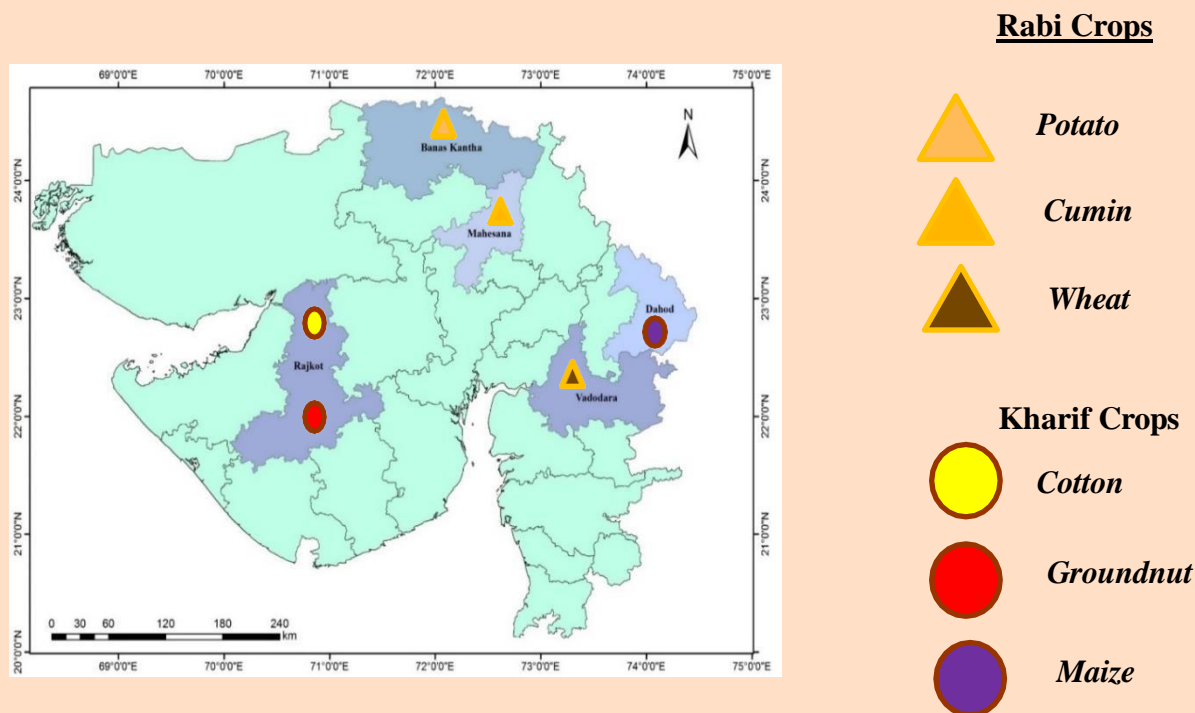 Rabi Crops
69°0'0"E 70°0'0"E 71°0'0"E 72°0'0"E 73°0'0"E 74°0'0"E 75°0'0"E
N
Potato
Banas Kantha
24°0'0"N 24°0'0"N
Cumin
Mahesana
Wheat
23°0'0"N 23°0'0"N
Dahod
Rajkot
Vadodara
22°0'0"N 22°0'0"N
Kharif Crops
Cotton
21°0'0"N 21°0'0"N
Groundnut
0 30 60 120 180 240
km
20°0'0"N 20°0'0"N
69°0'0"E 70°0'0"E 71°0'0"E 72°0'0"E 73°0'0"E 74°0'0"E 75°0'0"E
Maize